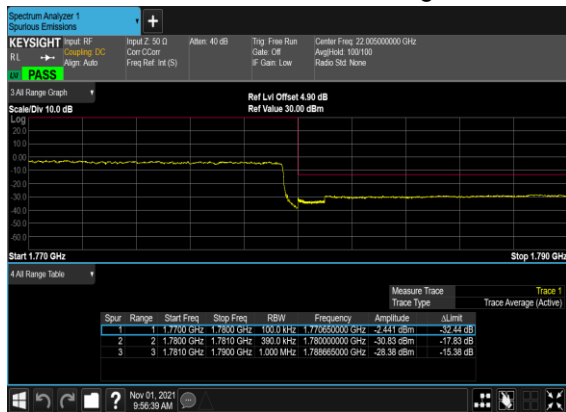 Spectrum Analyzer 1
Spurious Emissions
KEYSIGHT
RL
PASS
Input: RF
Coupling: DC
Align: Auto
Input Z: 50 Ω
Corr CCorr
Freq Ref: Int (S)
Atten: 40 dB
Trig: Free Run
Gate: Off
IF Gain: Low
Center Freq: 22.005000000 GHz
Avg|Hold: 100/100
Radio Std: None
3 All Range Graph
Ref Lvl Offset 4.90 dB
Scale/Div 10.0 dB
Ref Value 30.00 dBm
Log
20.0
10.0
0.00
-10.0
-20.0
-30.0
-40.0
-50.0
-60.0
Start 1.770 GHz Stop 1.790 GHz
4 All Range Table
Measure Trace Trace 1
Trace Type Trace Average (Active)
Spur Range Start Freq Stop Freq RBW Frequency Amplitude ΔLimit
1 1 1.7700 GHz 1.7800 GHz 100.0 kHz 1.770650000 GHz -2.441 dBm -32.44 dB
2 2 1.7800 GHz 1.7810 GHz 390.0 kHz 1.780000000 GHz -30.83 dBm -17.83 dB
3 3 1.7810 GHz 1.7900 GHz 1.000 MHz 1.788665000 GHz -28.38 dBm -15.38 dB
Nov 01, 2021
9:56:39 AM